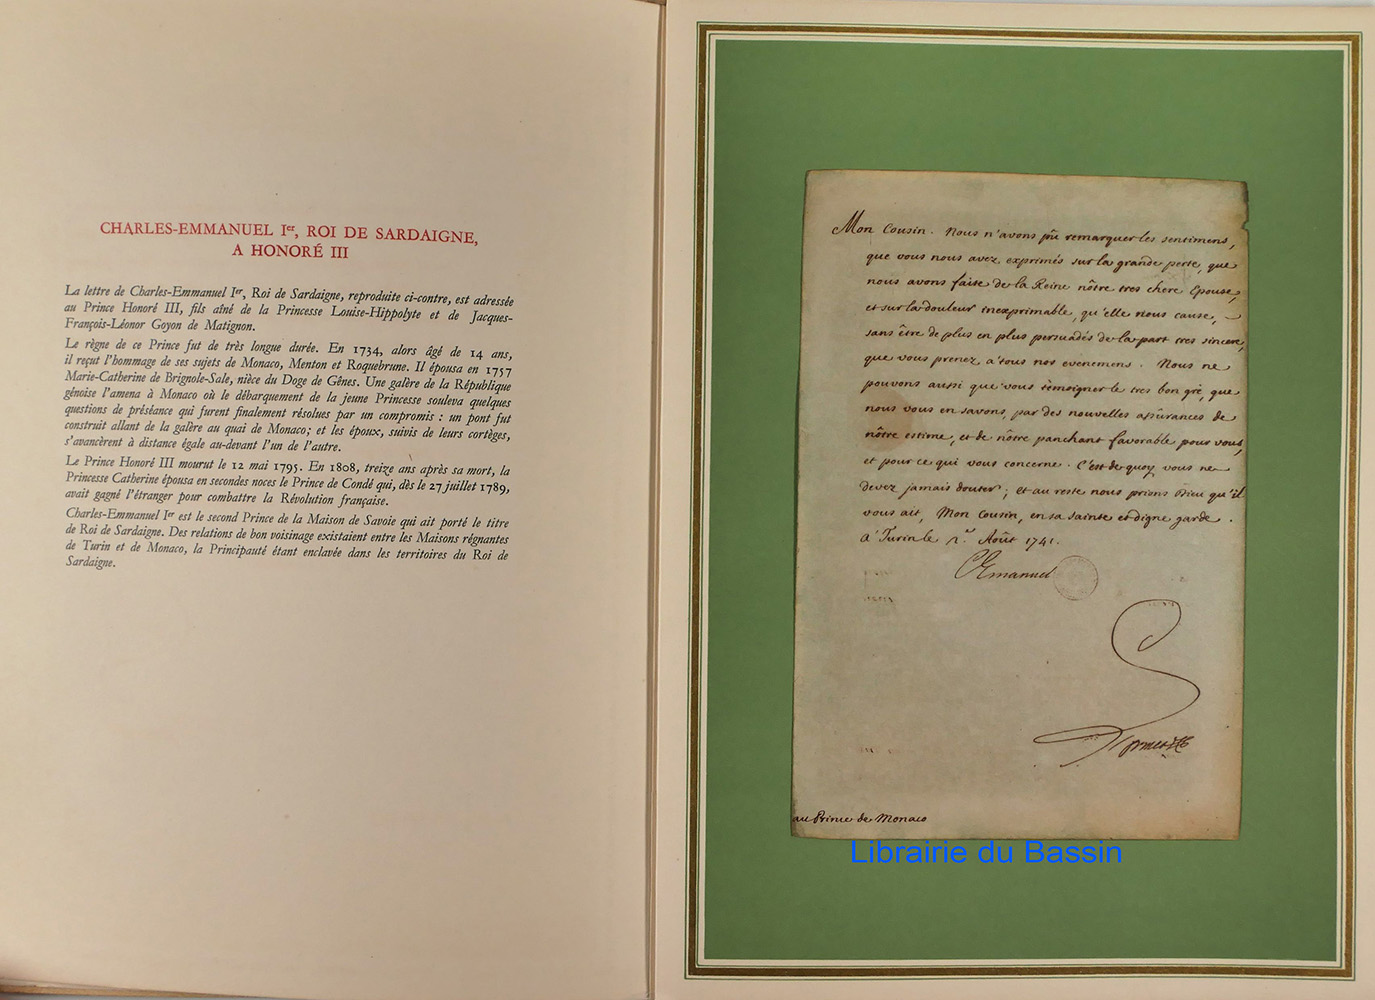 CHARLES-EMMANUEL Iᵉʳ, ROI DE SARDAIGNE,
A HONORÉ III
La lettre de Charles-Emmanuel Iᵉʳ, Roi de Sardaigne, reproduite ci-contre, est adressée
au Prince Honoré III, fils aîné de la Princesse Louise-Hippolyte et de Jacques-
François-Léonor Goyon de Matignon.
Le règne de ce Prince fut de très longue durée. En 1734, alors âgé de 14 ans,
il reçut l'hommage de ses sujets de Monaco, Menton et Roquebrune. Il épousa en 1757
Marie-Catherine de Brignole-Sale, nièce du Doge de Gênes. Une galère de la République
génoise l'amena à Monaco où le débarquement de la jeune Princesse souleva quelques
questions de préséance qui furent finalement résolues par un compromis : un pont fut
construit allant de la galère au quai de Monaco; et les époux, suivis de leurs cortèges,
s'avancèrent à distance égale au-devant l'un de l'autre.
Le Prince Honoré III mourut le 12 mai 1795. En 1808, treize ans après sa mort, la
Princesse Catherine épousa en secondes noces le Prince de Condé qui, dès le 27 juillet 1789,
avait gagné l'étranger pour combattre la Révolution française.
Charles-Emmanuel Iᵉʳ est le second Prince de la Maison de Savoie qui ait porté le titre
de Roi de Sardaigne. Des relations de bon voisinage existaient entre les Maisons régnantes
de Turin et de Monaco, la Principauté étant enclavée dans les territoires du Roi de
Sardaigne.
Mon Cousin. Nous n'avons pû remarquer les sentimens,
que vous nous avez exprimés sur la grande perte, que
nous avons faite de la Reine nôtre tres chere Epouse,
et sur la douleur inexprimable, qu'elle nous cause,
sans être de plus en plus persuadés de la part tres sincere,
que vous prenez à tous nos evenemens. Nous ne
pouvons aussi que vous témoigner le tres bon gré, que
nous vous en savons, par des nouvelles assûrances de
nôtre estime, et de nôtre panchant favorable pour vous,
et pour ce qui vous concerne. C'est de quoy vous ne
devez jamais douter; et au reste nous prions Dieu qu'il
vous ait, Mon Cousin, en sa sainte et digne garde.
A Turin le Août 1741.
CEmanuel
au Prince de Monaco
Librairie du Bassin